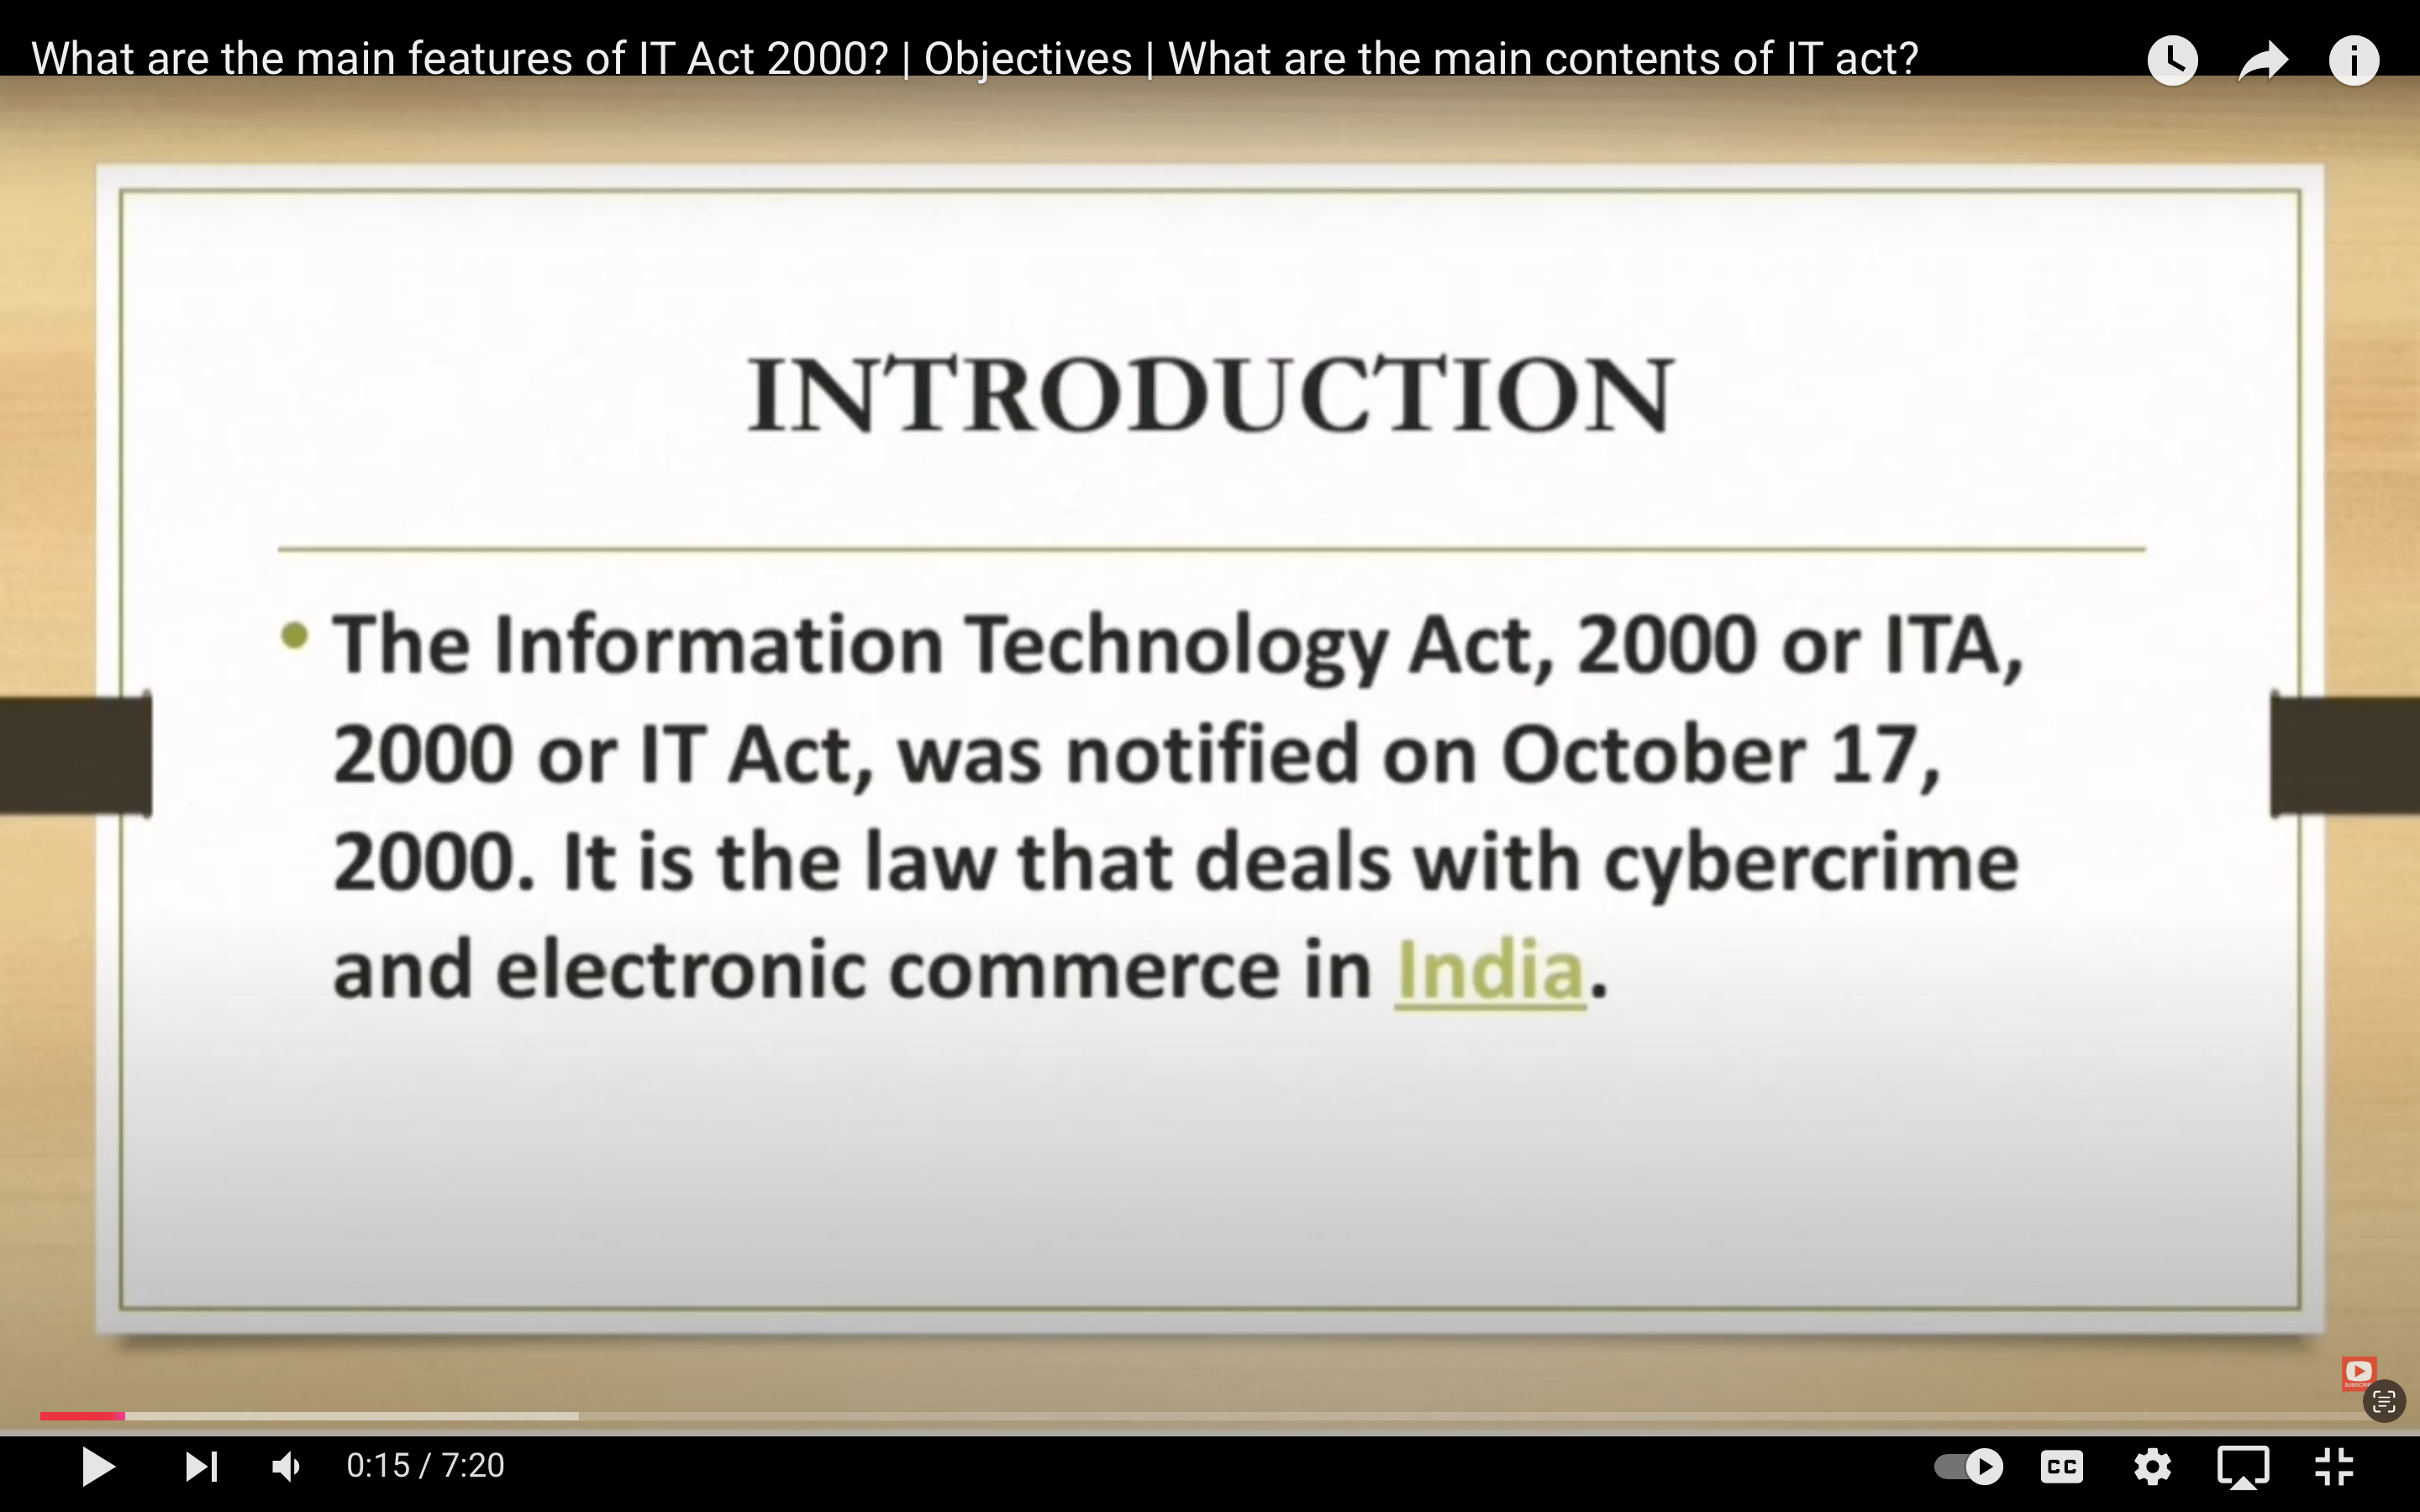 What are the main features of IT Act 2000? | Objectives | What are the main contents of IT act?
INTRODUCTION
• The Information Technology Act, 2000 or ITA,
2000 or IT Act, was notified on October 17,
2000. It is the law that deals with cybercrime
and electronic commerce in India.
0:15 / 7:20
CC